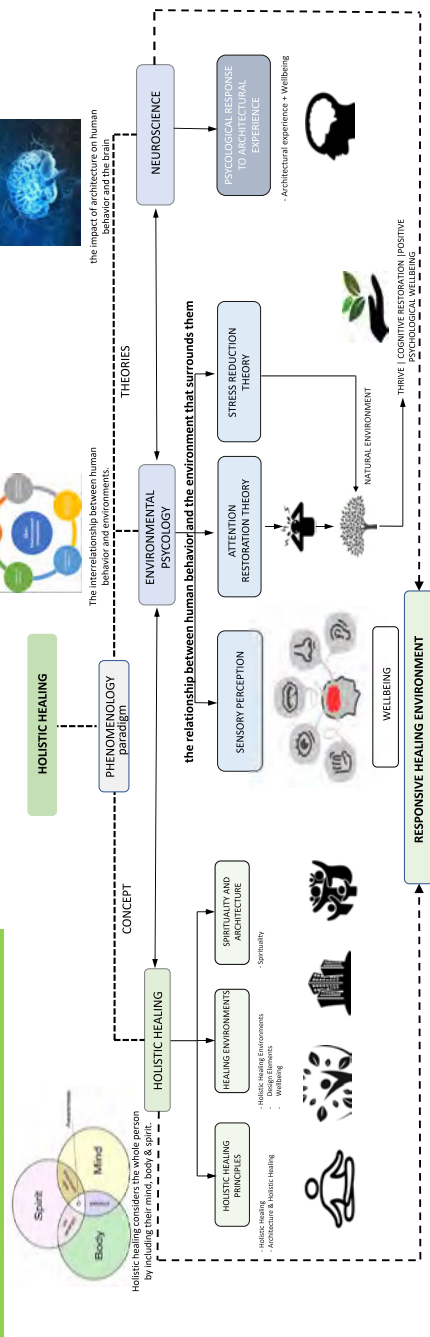 HOLISTIC HEALING
PHENOMENOLOGY
paradigm
CONCEPT
THEORIES
Spirit
Mind
Body
Holistic healing considers the whole person
by including their mind, body & spirit.
The interrelationship between human
behavior and environments.
the impact of architecture on human
behavior and the brain
HOLISTIC HEALING
ENVIRONMENTAL
PSYCOLOGY
NEUROSCIENCE
the relationship between human behavior and the environment that surrounds them
HOLISTIC HEALING
PRINCIPLES
- Holistic Healing
- Architecture & Holistic Healing
HEALING ENVIRONMENTS
- Holistic Healing Environments
- Design Elements
- Wellbeing
SPIRITUALITY AND
ARCHITECTURE
- Spirituality
SENSORY PERCEPTION
ATTENTION
RESTORATION THEORY
STRESS REDUCTION
THEORY
PSYCOLOGICAL RESPONSE
TO ARCHITECTURAL
EXPERIENCE
- Architectural experience + Wellbeing
NATURAL ENVIRONMENT
THRIVE | COGNITIVE RESTORATION |POSITIVE
PSYCHOLOGICAL WELLBEING
WELLBEING
RESPONSIVE HEALING ENVIRONMENT